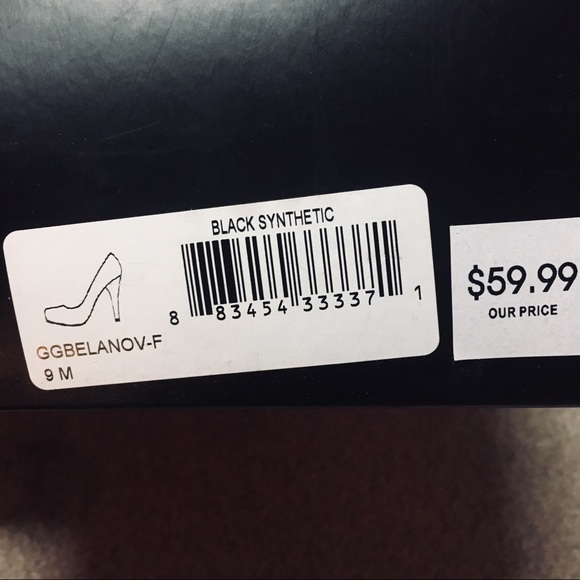 BLACK SYNTHETIC
8 83454 33337 1
GGBELANOV-F
9 M
$59.99
OUR PRICE